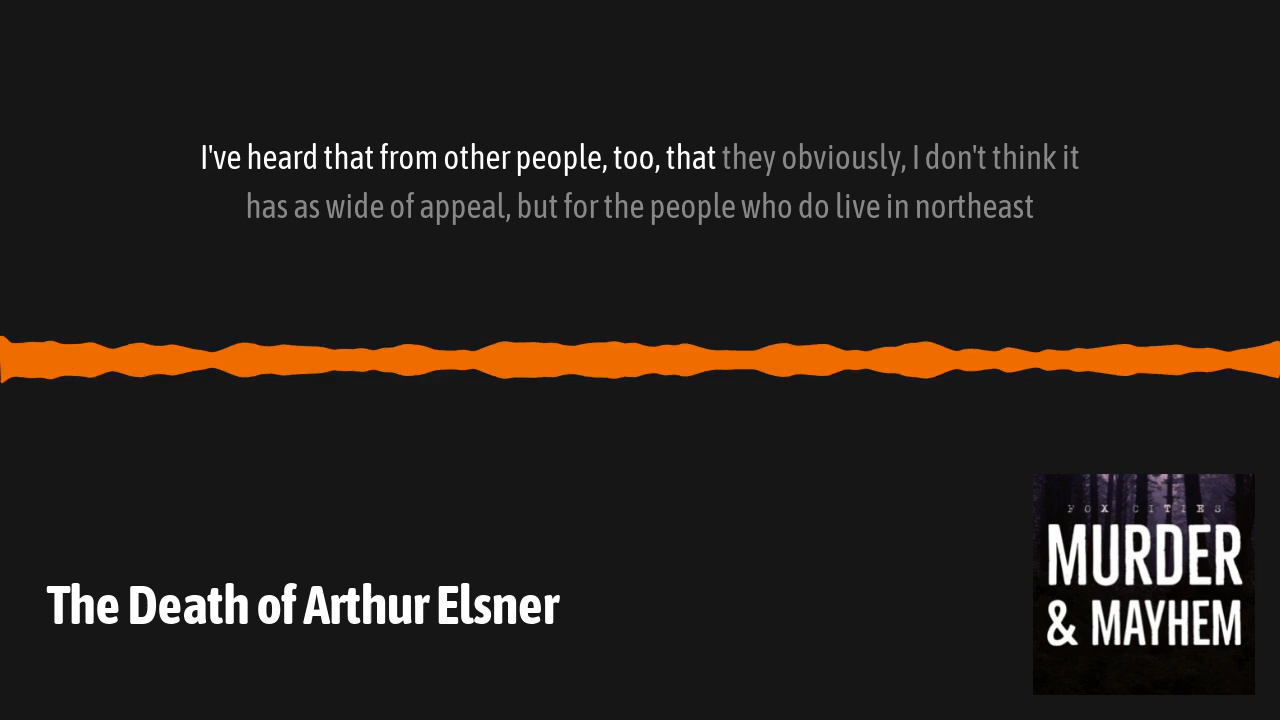 I've heard that from other people, too, that they obviously, I don't think it
has as wide of appeal, but for the people who do live in northeast
The Death of Arthur Elsner
FOX CITIES
MURDER
& MAYHEM